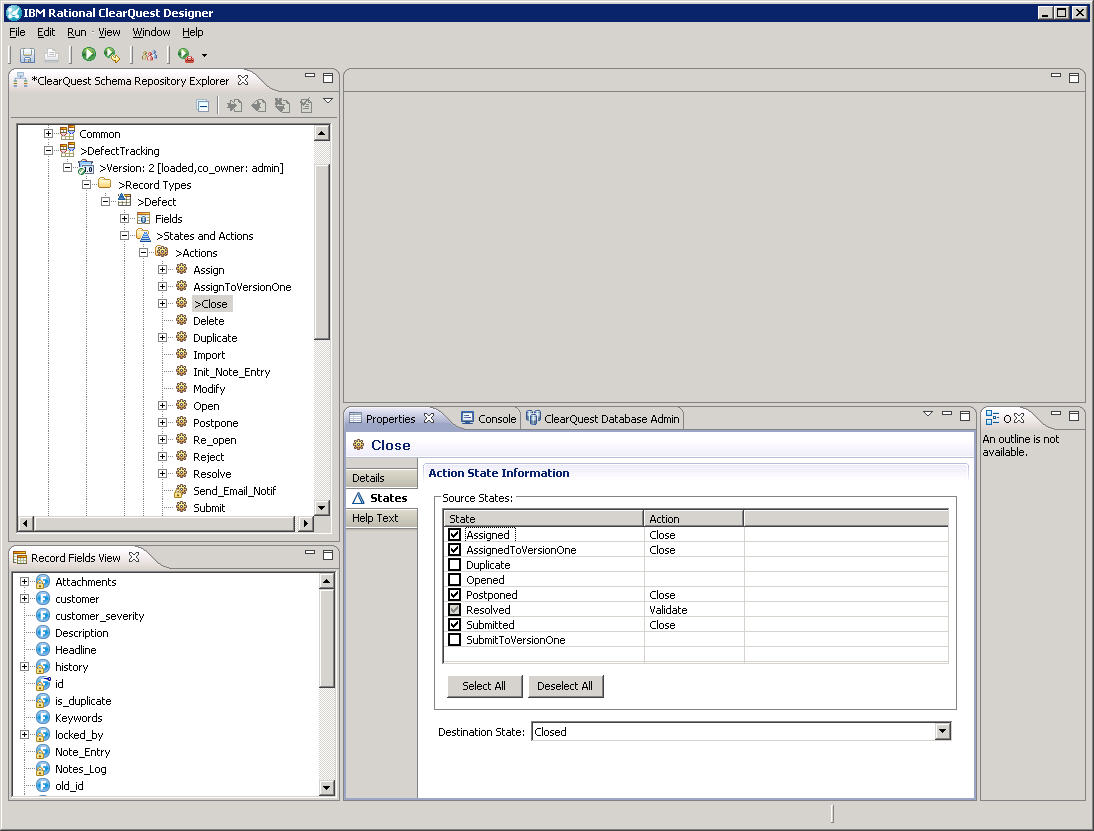 IBM Rational ClearQuest Designer
File Edit Run View Window Help
*ClearQuest Schema Repository Explorer
Common
>DefectTracking
>Version: 2 [loaded,co_owner: admin]
>Record Types
>Defect
Fields
>States and Actions
>Actions
Assign
AssignToVersionOne
>Close
Delete
Duplicate
Import
Init_Note_Entry
Modify
Open
Postpone
Re_open
Reject
Resolve
Send_Email_Notif
Submit
Record Fields View
Attachments
customer
customer_severity
Description
Headline
history
id
is_duplicate
Keywords
locked_by
Note_Entry
Notes_Log
old_id
Properties Console ClearQuest Database Admin
Close
Details
States
Help Text
Action State Information
Source States:
State Action
Assigned Close
AssignedToVersionOne Close
Duplicate
Opened
Postponed Close
Resolved Validate
Submitted Close
SubmitToVersionOne
Select All Deselect All
Destination State: Closed
O
An outline is not
available.